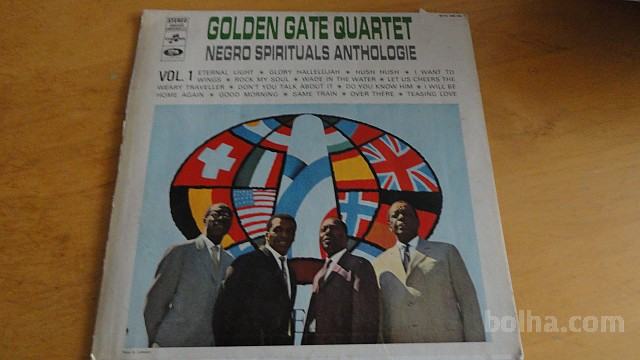 STEREO
GOLDEN GATE QUARTET
NEGRO SPIRITUALS ANTHOLOGIE
VOL. 1 ETERNAL LIGHT ★ GLORY HALLELUJAH ★ HUSH HUSH ★ I WANT TO
WINGS ★ ROCK MY SOUL ★ WADE IN THE WATER ★ LET US CHEERS THE
WEARY TRAVELLER ★ DON'T YOU TALK ABOUT IT ★ DO YOU KNOW HIM ★ I WILL BE
HOME AGAIN ★ GOOD MORNING ★ SAME TRAIN ★ OVER THERE ★ TEASING LOVE
bolha.com